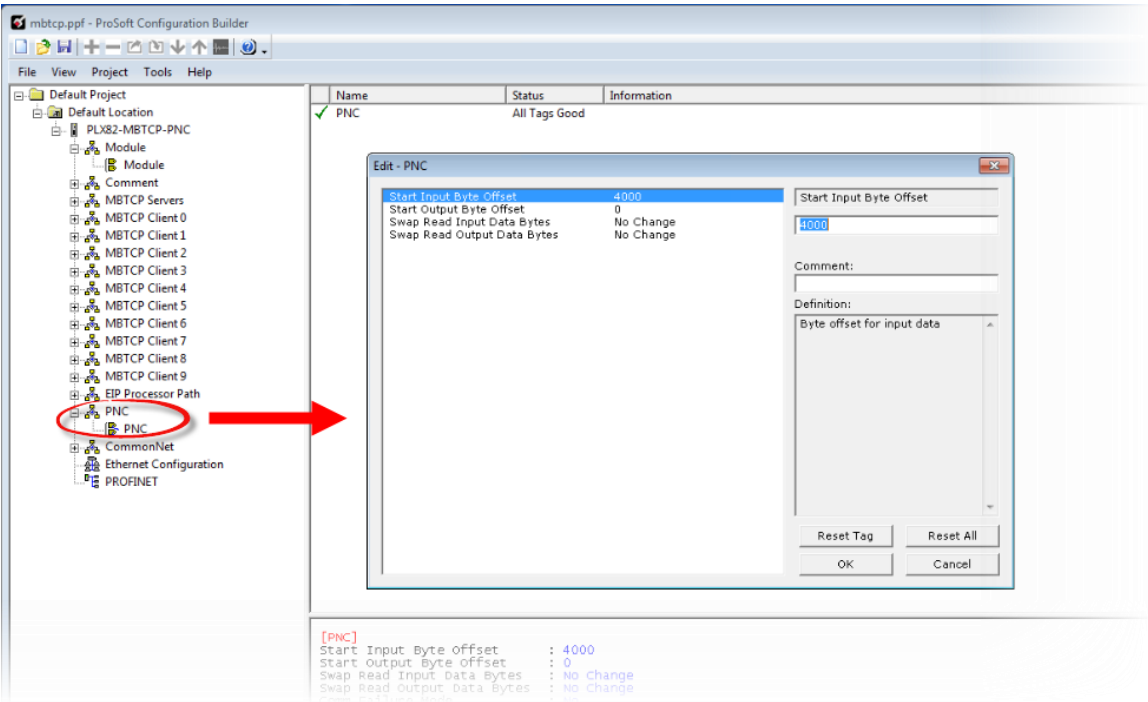 mbtcp.ppf - ProSoft Configuration Builder
File View Project Tools Help
Default Project
Default Location
PLX82-MBTCP-PNC
Module
Module
Comment
MBTCP Servers
MBTCP Client 0
MBTCP Client 1
MBTCP Client 2
MBTCP Client 3
MBTCP Client 4
MBTCP Client 5
MBTCP Client 6
MBTCP Client 7
MBTCP Client 8
MBTCP Client 9
EIP Processor Path
PNC
PNC
CommonNet
Ethernet Configuration
PROFINET
Name Status Information
PNC All Tags Good
Edit - PNC
Start Input Byte Offset 4000
Start Output Byte Offset 0
Swap Read Input Data Bytes No Change
Swap Read Output Data Bytes No Change
Start Input Byte Offset
4000
Comment:
Definition:
Byte offset for input data
Reset Tag Reset All
OK Cancel
[PNC]
Start Input Byte Offset : 4000
Start Output Byte Offset : 0
Swap Read Input Data Bytes : No Change
Swap Read Output Data Bytes : No Change